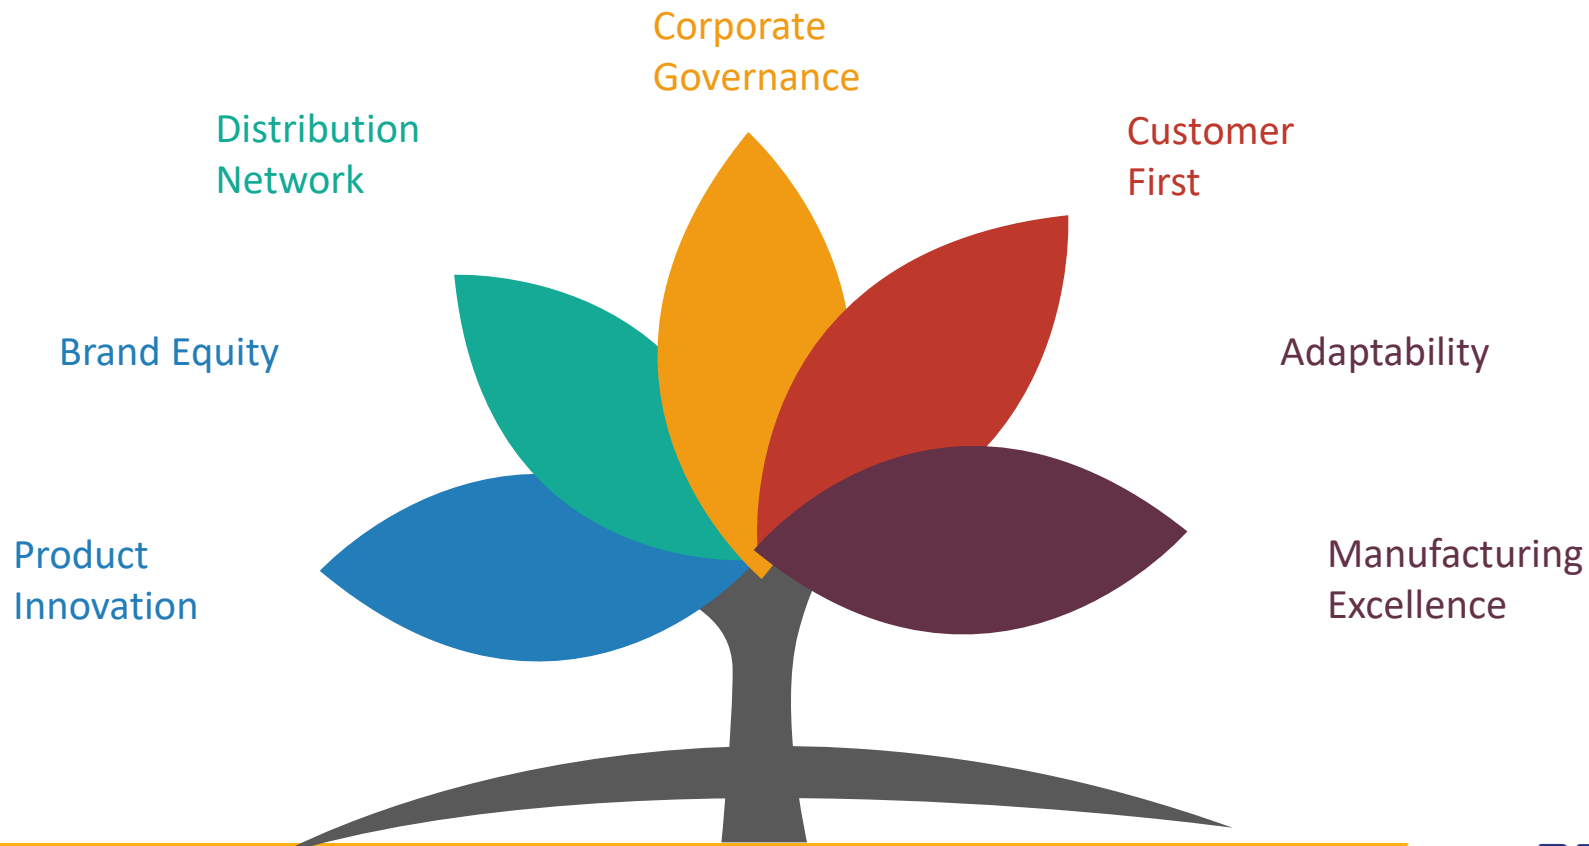 Corporate
Governance
Distribution
Network
Customer
First
Brand Equity
Adaptability
Product
Innovation
Manufacturing
Excellence